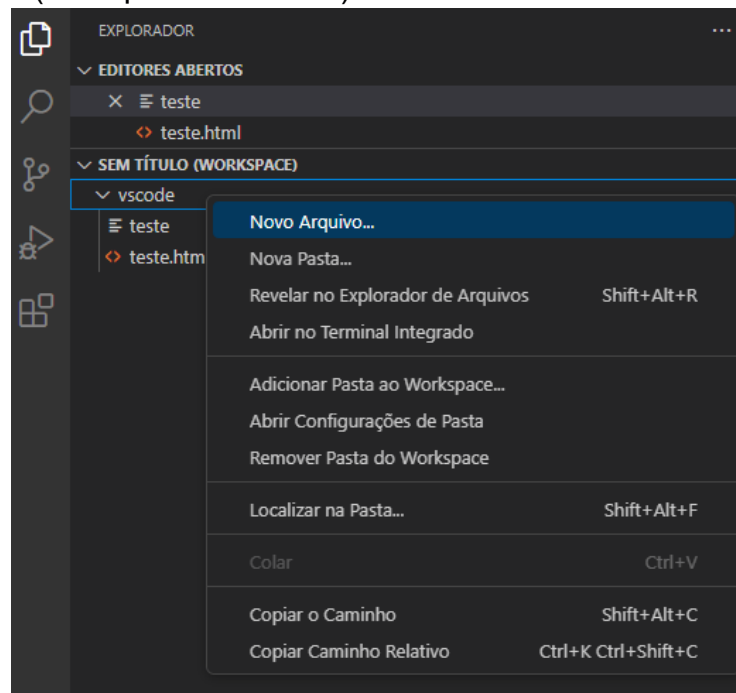 EXPLORADOR ...
EDITORES ABERTOS
teste
teste.html
SEM TÍTULO (WORKSPACE)
vscode
teste
teste.htm
Novo Arquivo...
Nova Pasta...
Revelar no Explorador de Arquivos Shift+Alt+R
Abrir no Terminal Integrado
Adicionar Pasta ao Workspace...
Abrir Configurações de Pasta
Remover Pasta do Workspace
Localizar na Pasta... Shift+Alt+F
Colar Ctrl+V
Copiar o Caminho Shift+Alt+C
Copiar Caminho Relativo Ctrl+K Ctrl+Shift+C